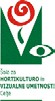 Šola za
HORTIKULTURO in
VIZUALNE UMETNOSTI
Celje